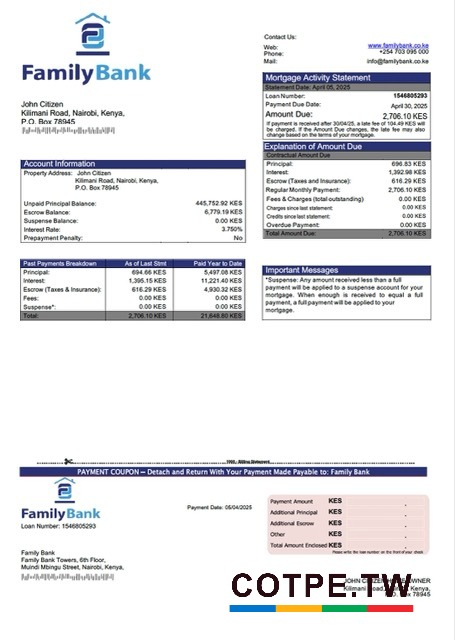 FamilyBank
Contact Us:
Web: www.familybank.co.ke
Phone: +254 703 095 000
Mail: info@familybank.co.ke
John Citizen
Kilimani Road, Nairobi, Kenya,
P.O. Box 78945
Mortgage Activity Statement
Statement Date: April 05, 2025
Loan Number: 1546805293
Payment Due Date: April 30, 2025
Amount Due: 2,706.10 KES
If payment is received after 30/04/25, a late fee of 104.49 KES will
be charged. If the Amount Due changes, the late fee may also
change based on the terms of your mortgage.
Explanation of Amount Due
Contractual Amount Due
Principal: 696.83 KES
Interest: 1,392.98 KES
Escrow (Taxes and Insurance): 616.29 KES
Regular Monthly Payment: 2,706.10 KES
Fees & Charges (total outstanding) 0.00 KES
Charges since last statement: 0.00 KES
Credits since last statement: 0.00 KES
Overdue Payment: 0.00 KES
Total Amount Due: 2,706.10 KES
Account Information
Property Address: John Citizen
Kilimani Road, Nairobi, Kenya,
P.O. Box 78945
Unpaid Principal Balance: 445,752.92 KES
Escrow Balance: 6,779.19 KES
Suspense Balance: 0.00 KES
Interest Rate: 3.750%
Prepayment Penalty: No
Past Payments Breakdown As of Last Stmt Paid Year to Date
Principal: 694.66 KES 5,497.08 KES
Interest: 1,395.15 KES 11,221.40 KES
Escrow (Taxes & Insurance): 616.29 KES 4,930.32 KES
Fees: 0.00 KES 0.00 KES
Suspense*: 0.00 KES 0.00 KES
Total: 2,706.10 KES 21,648.80 KES
Important Messages
*Suspense: Any amount received less than a full
payment will be applied to a suspense account for your
mortgage. When enough is received to equal a full
payment, a full payment will be applied to your
mortgage.
PAYMENT COUPON – Detach and Return With Your Payment Made Payable to: Family Bank
FamilyBank
Loan Number: 1546805293
Payment Date: 05/04/2025
Payment Amount KES
Additional Principal KES
Additional Escrow KES
Other KES
Total Amount Enclosed KES
Please write the loan number on the front of your check
Family Bank
Family Bank Towers, 6th Floor,
Muindi Mbingu Street, Nairobi, Kenya,
COTPE.TW
78945